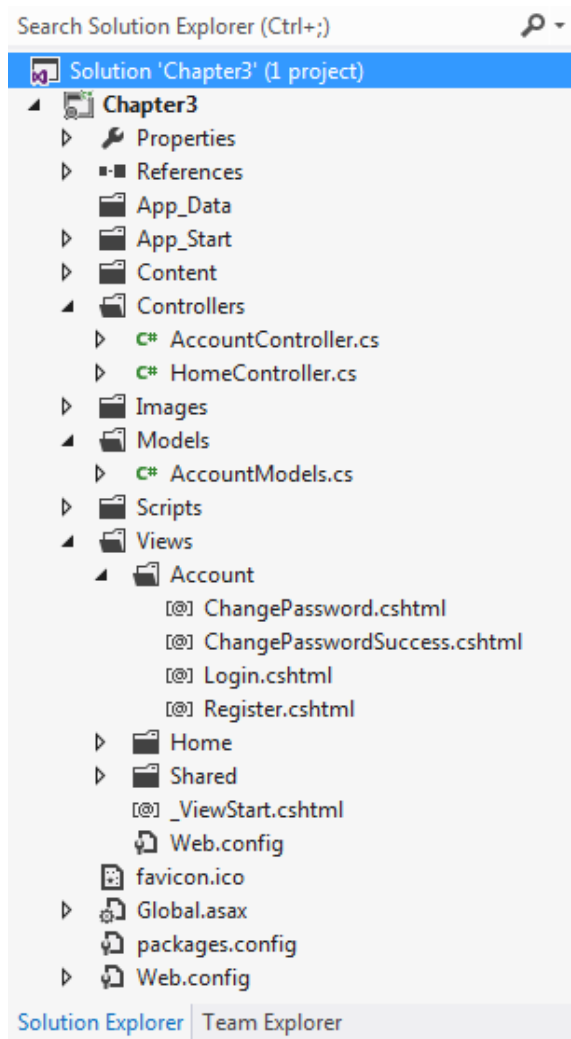 Search Solution Explorer (Ctrl+;)
Solution 'Chapter3' (1 project)
Chapter3
Properties
References
App_Data
App_Start
Content
Controllers
C# AccountController.cs
C# HomeController.cs
Images
Models
C# AccountModels.cs
Scripts
Views
Account
[@] ChangePassword.cshtml
[@] ChangePasswordSuccess.cshtml
[@] Login.cshtml
[@] Register.cshtml
Home
Shared
[@] _ViewStart.cshtml
Web.config
favicon.ico
Global.asax
packages.config
Web.config
Solution Explorer Team Explorer